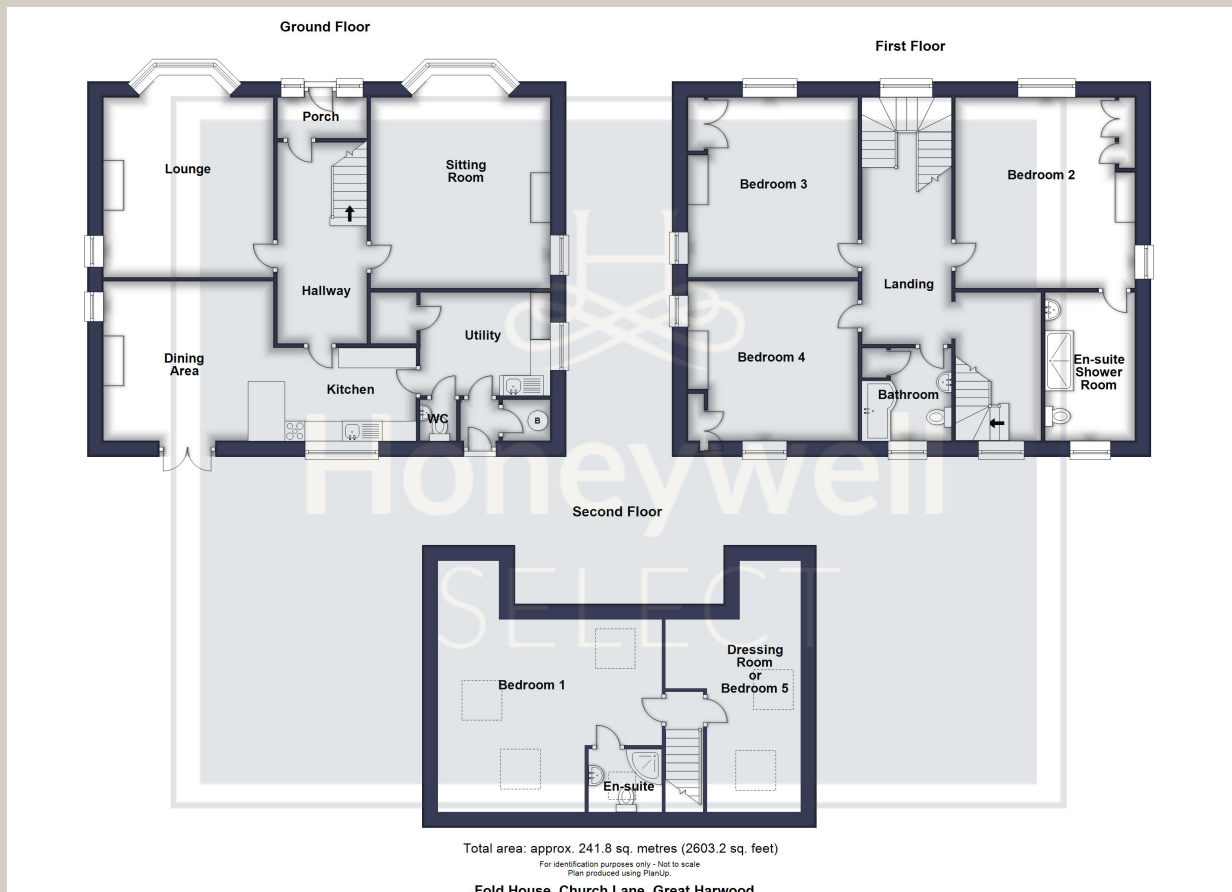 Ground Floor
First Floor
Porch
Lounge
Sitting
Room
Hallway
Utility
Dining
Area
Kitchen
WC
B
Bedroom 3
Bedroom 2
Landing
Bedroom 4
Bathroom
En-suite
Shower
Room
Honeywell
SELECT
Second Floor
Bedroom 1
Dressing
Room
or
Bedroom 5
En-suite
Total area: approx. 241.8 sq. metres (2603.2 sq. feet)
For identification purposes only - Not to scale
Plan produced using PlanUp.
Fold House, Church Lane, Great Harwood